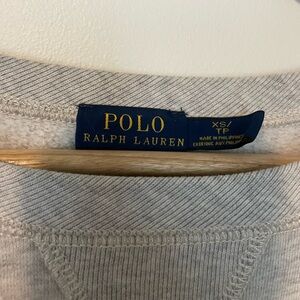 POLO
RALPH LAUREN
XS/
TP
MADE IN PHILIPPINES